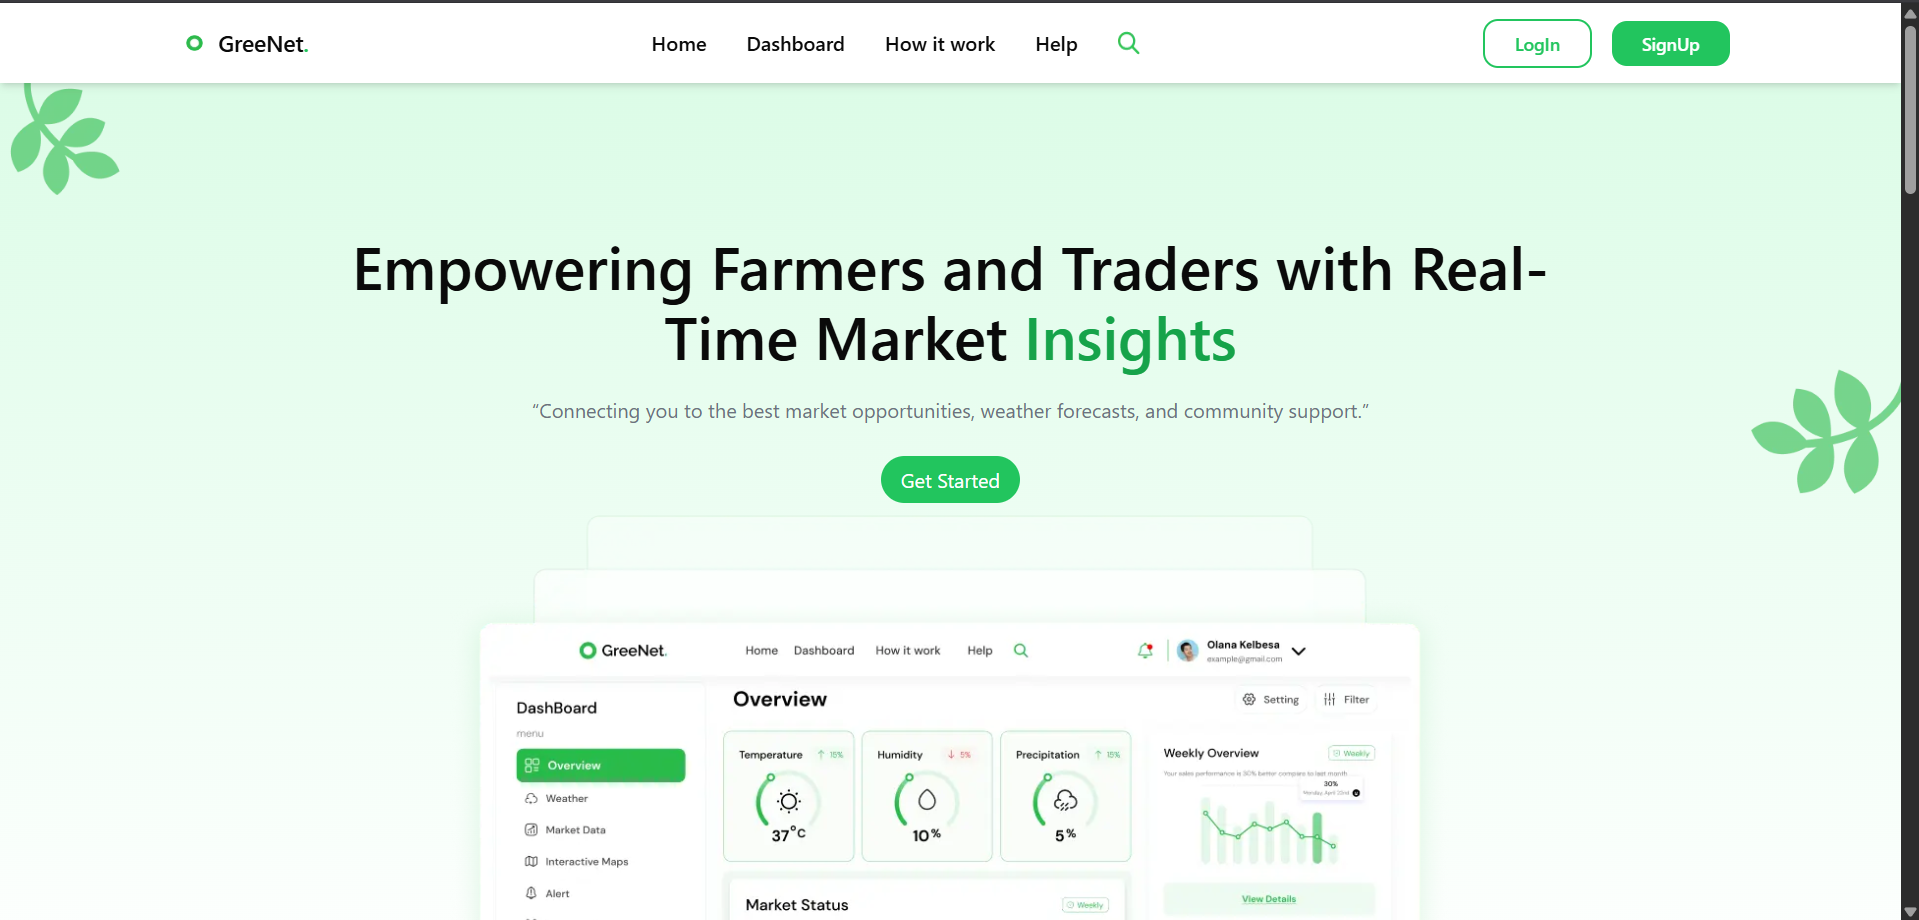 GreeNet.
Home Dashboard How it work Help
LogIn SignUp
Empowering Farmers and Traders with Real-
Time Market Insights
“Connecting you to the best market opportunities, weather forecasts, and community support.”
Get Started
GreeNet.
Home Dashboard How it work Help
Olana Kelbesa
example@gmail.com
DashBoard
menu
Overview
Weather
Market Data
Interactive Maps
Alert
Overview
Setting Filter
Temperature 15%
37°C
Humidity 5%
10%
Precipitation 15%
5%
Weekly Overview Weekly
Your sales performance is 30% better compare to last month
30%
Monday, April 22nd
View Details
Market Status Weekly